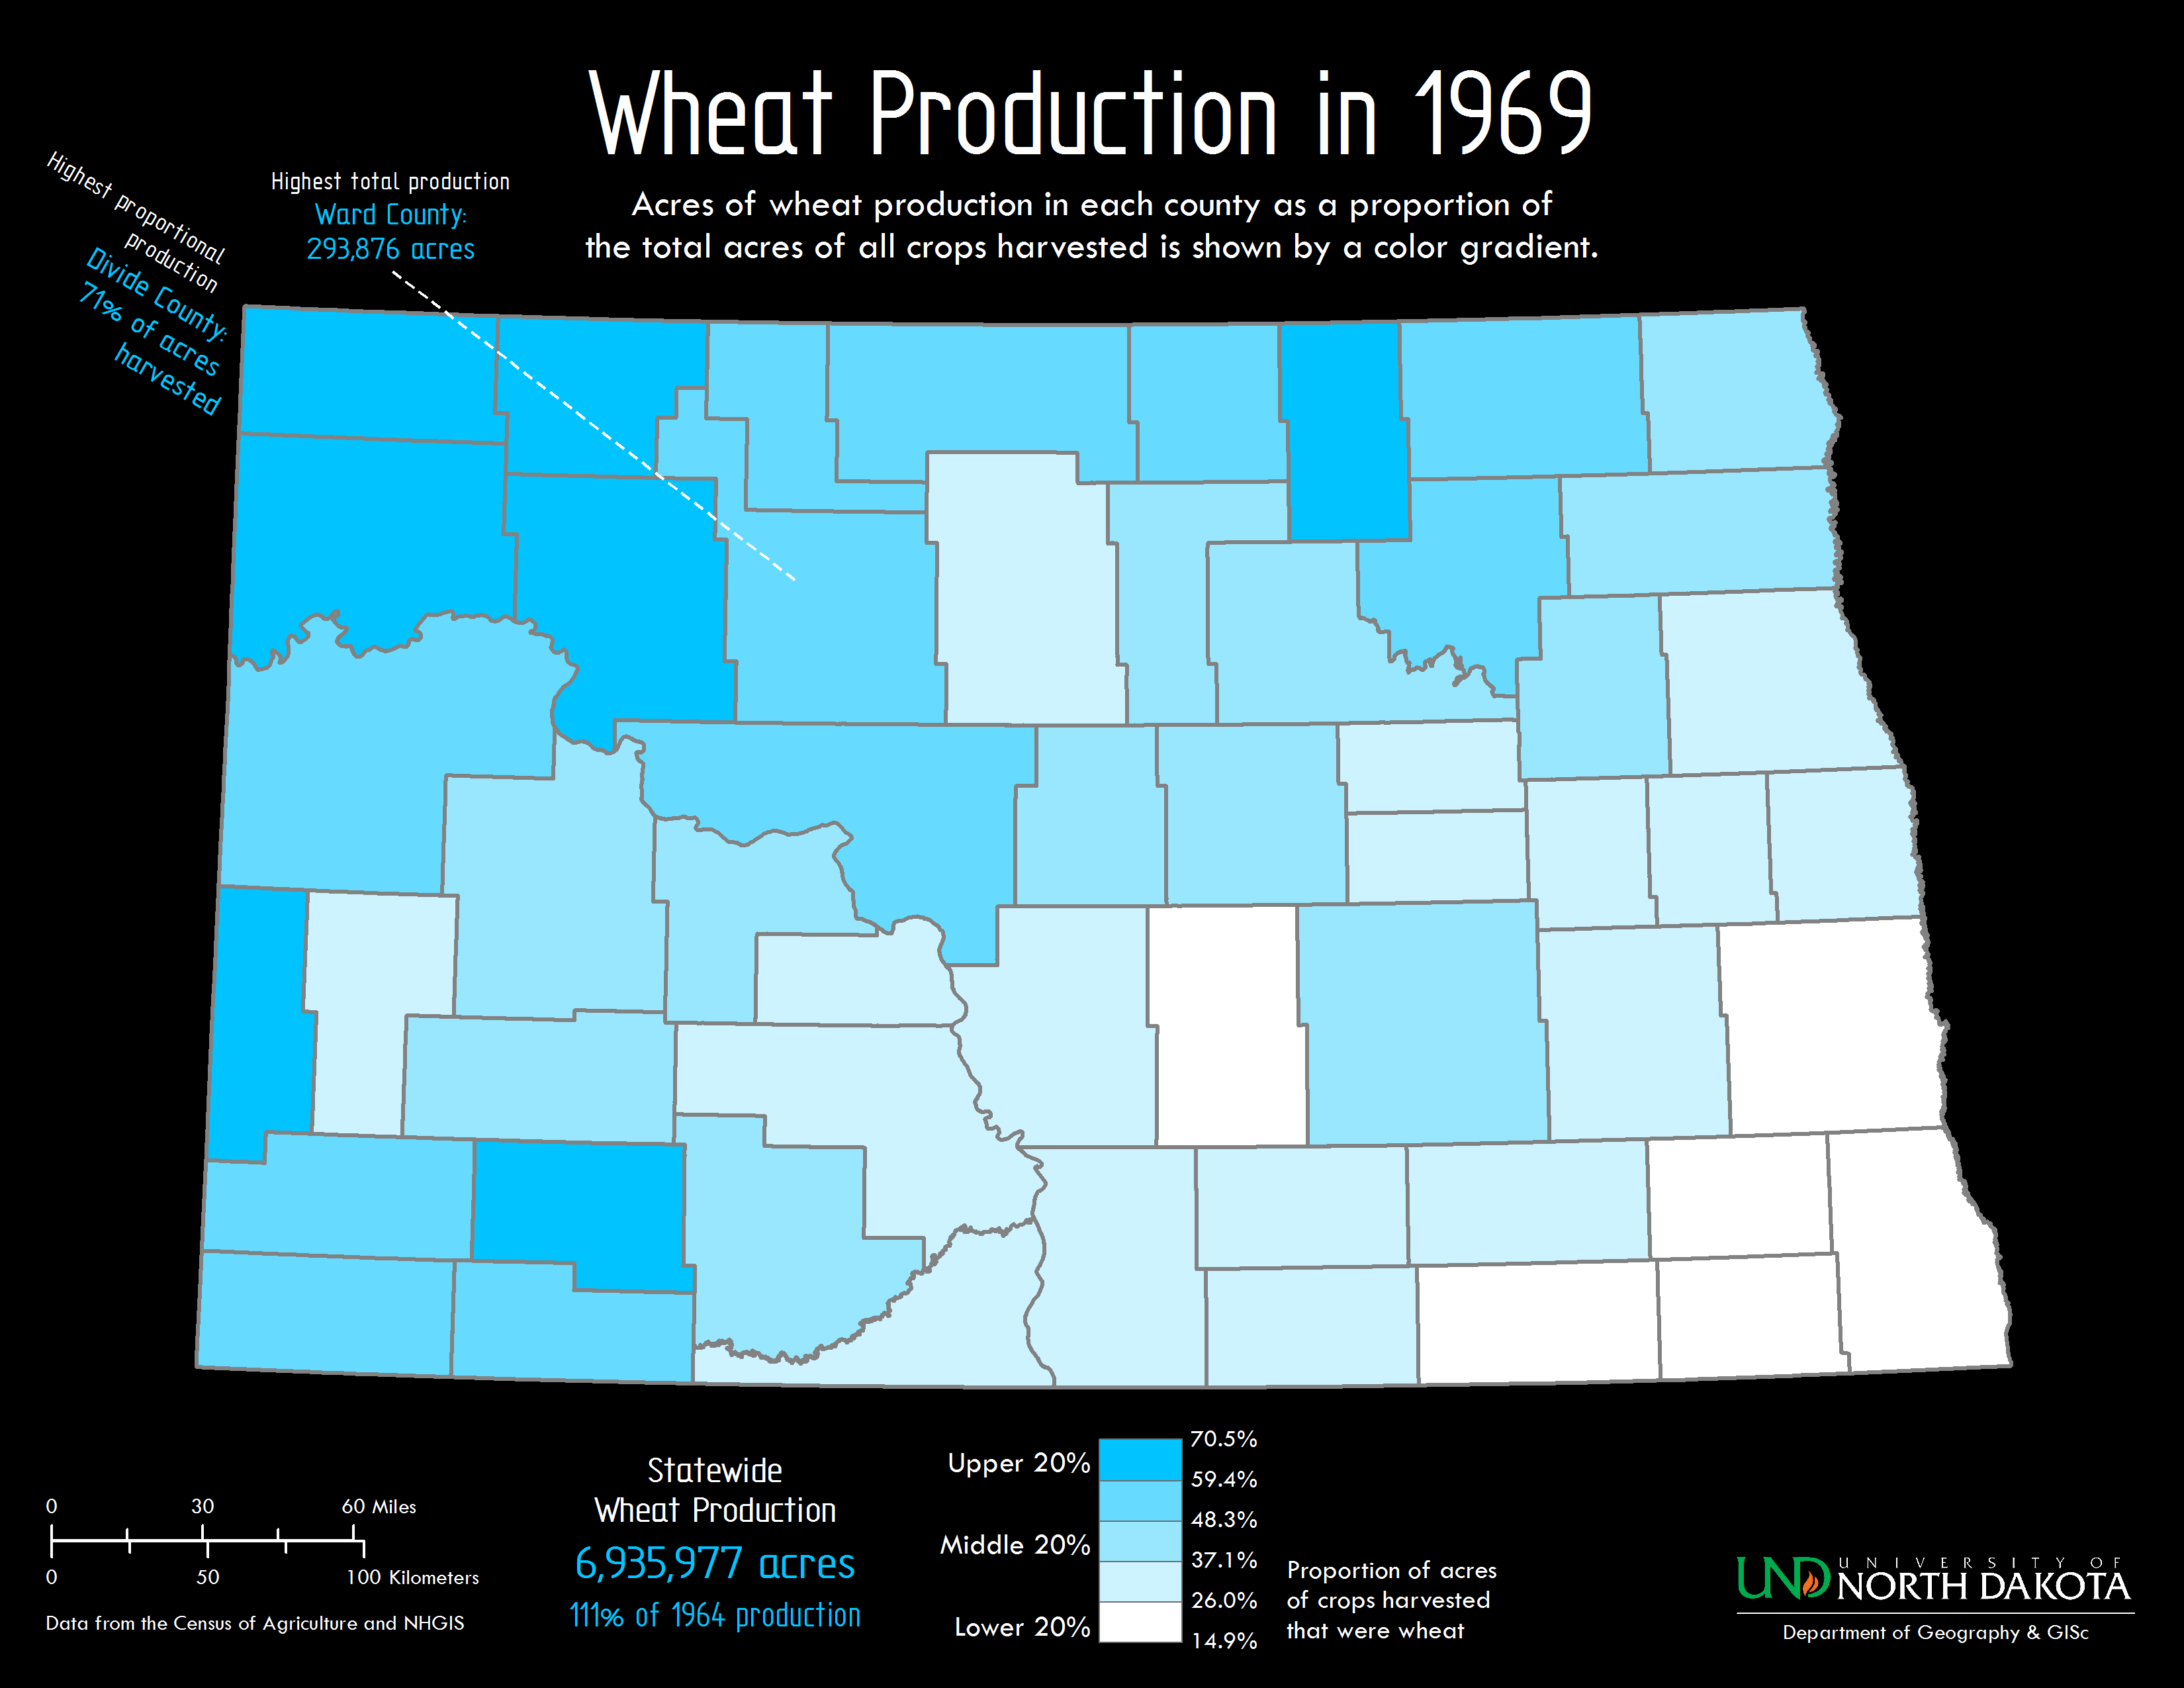 Wheat Production in 1969
Acres of wheat production in each county as a proportion of
the total acres of all crops harvested is shown by a color gradient.
Highest proportional
production
Divide County:
71% of acres
harvested
Highest total production
Ward County:
293,876 acres
0 30 60 Miles
0 50 100 Kilometers
Data from the Census of Agriculture and NHGIS
Statewide
Wheat Production
6,935,977 acres
111% of 1964 production
Upper 20%
Middle 20%
Lower 20%
70.5%
59.4%
48.3%
37.1%
26.0%
14.9%
Proportion of acres
of crops harvested
that were wheat
UND
UNIVERSITY OF
NORTH DAKOTA
Department of Geography & GISc